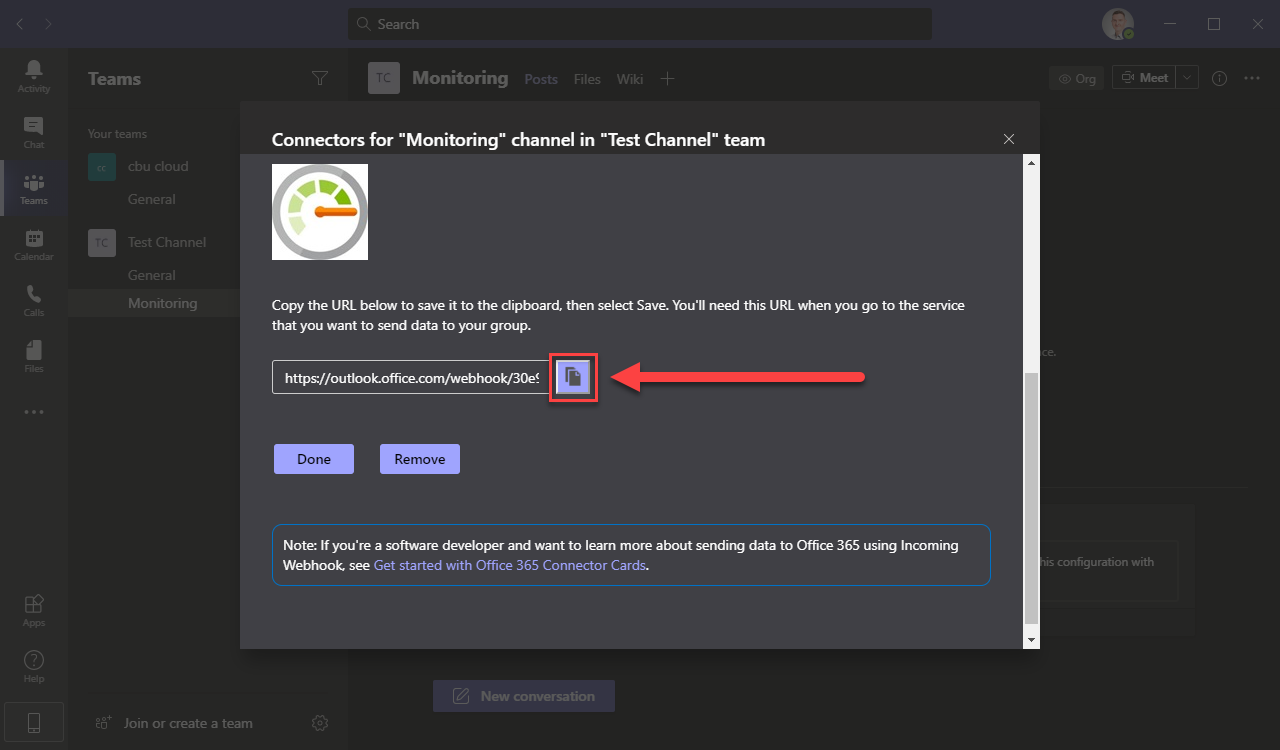 Search
Activity
Chat
Teams
Calendar
Calls
Files
Apps
Help
Teams
Your teams
cc
cbu cloud
General
TC
Test Channel
General
Monitoring
Join or create a team
TC
Monitoring
Posts
Files
Wiki
Org
Meet
Connectors for "Monitoring" channel in "Test Channel" team
Copy the URL below to save it to the clipboard, then select Save. You'll need this URL when you go to the service
that you want to send data to your group.
https://outlook.office.com/webhook/30e9
Done
Remove
Note: If you're a software developer and want to learn more about sending data to Office 365 using Incoming
Webhook, see Get started with Office 365 Connector Cards.
ce.
his configuration with
New conversation